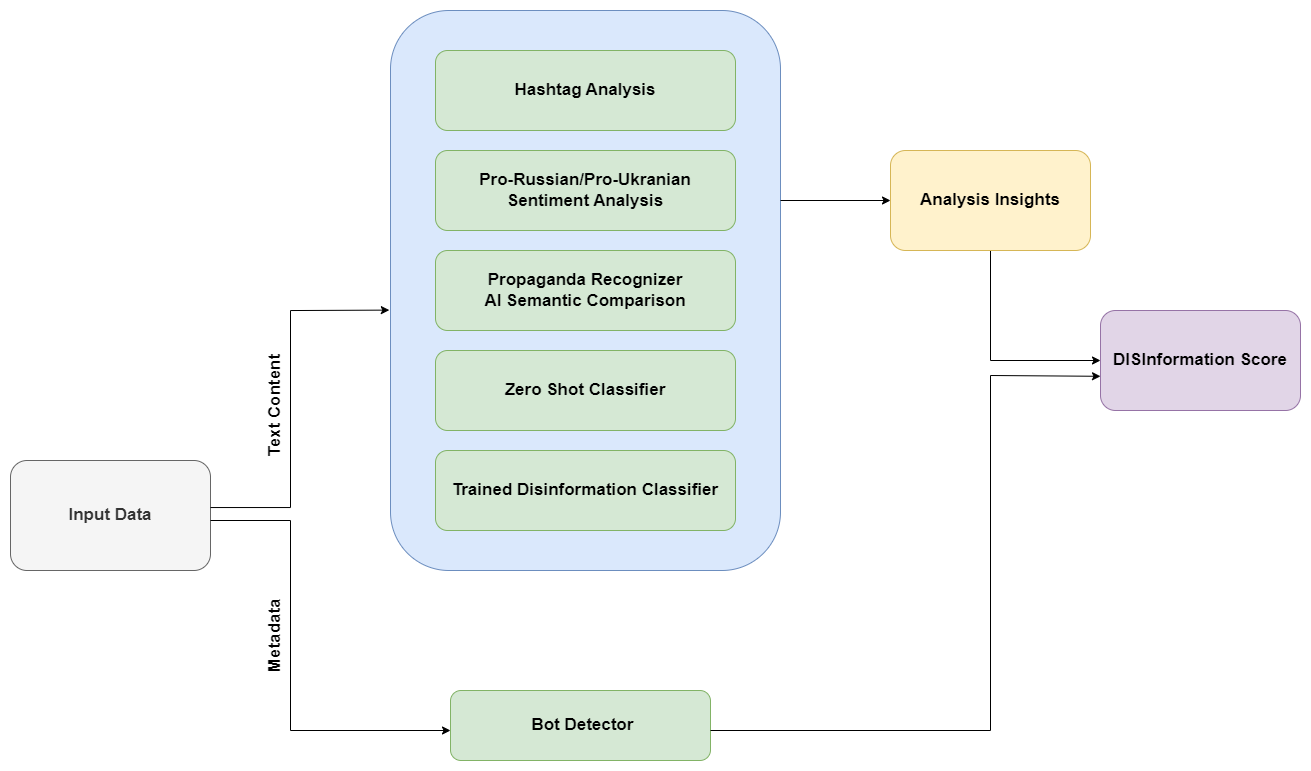 Hashtag Analysis
Pro-Russian/Pro-Ukranian
Sentiment Analysis
Propaganda Recognizer
AI Semantic Comparison
Zero Shot Classifier
Trained Disinformation Classifier
Analysis Insights
DISInformation Score
Text Content
Input Data
Metadata
Bot Detector